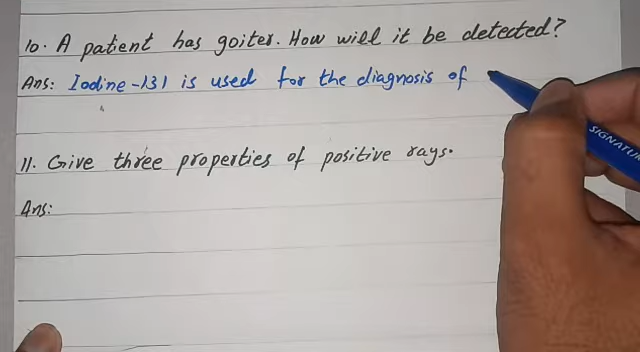 10. A patient has goiter. How will it be detected?
Ans: Iodine-131 is used for the diagnosis of
11. Give three properties of positive rays.
Ans:
SIGNATU